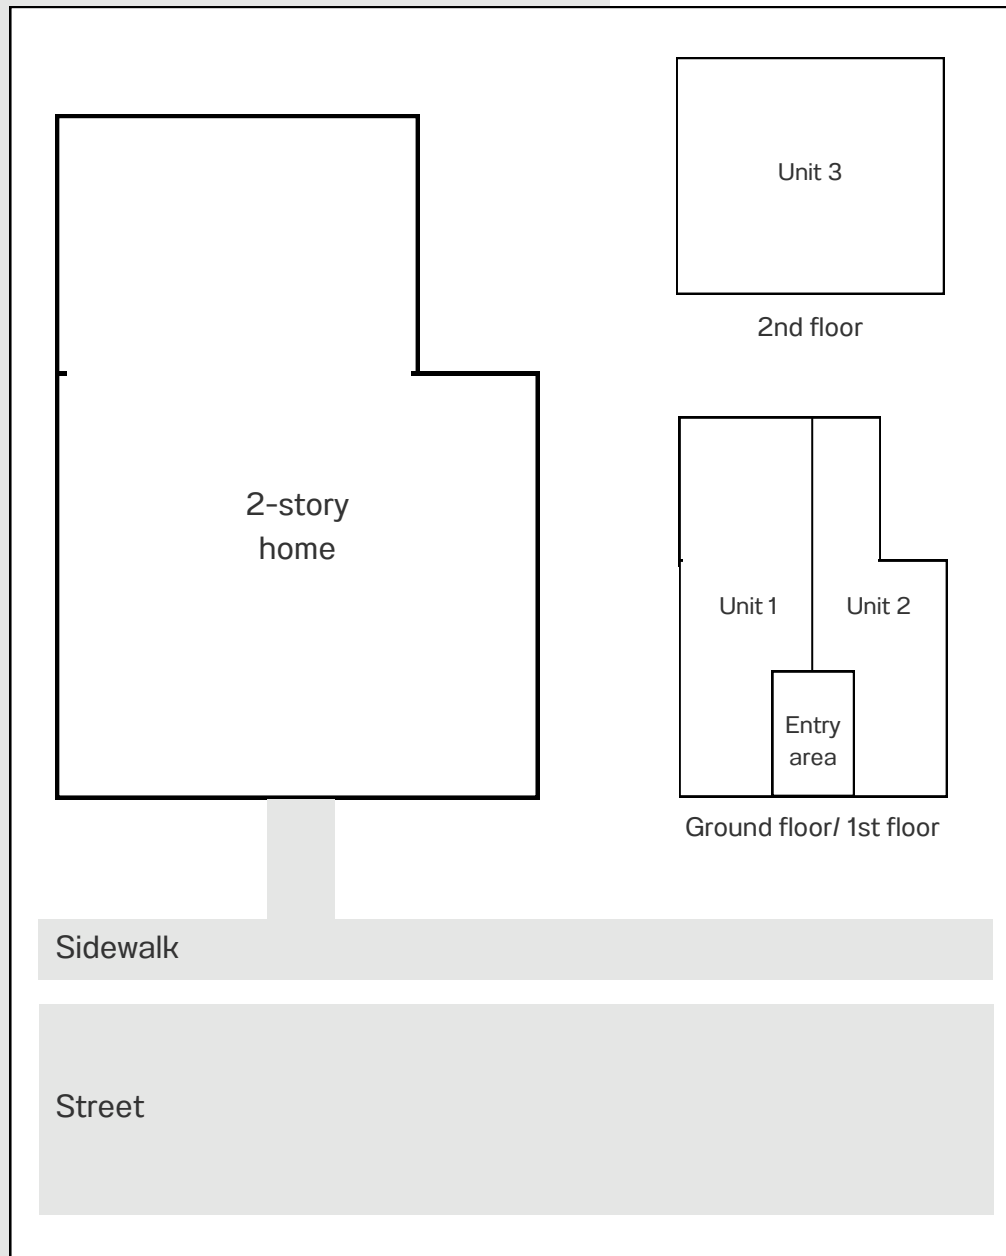 Unit 3
2nd floor
2-story
home
Unit 1
Unit 2
Entry
area
Ground floor/ 1st floor
Sidewalk
Street